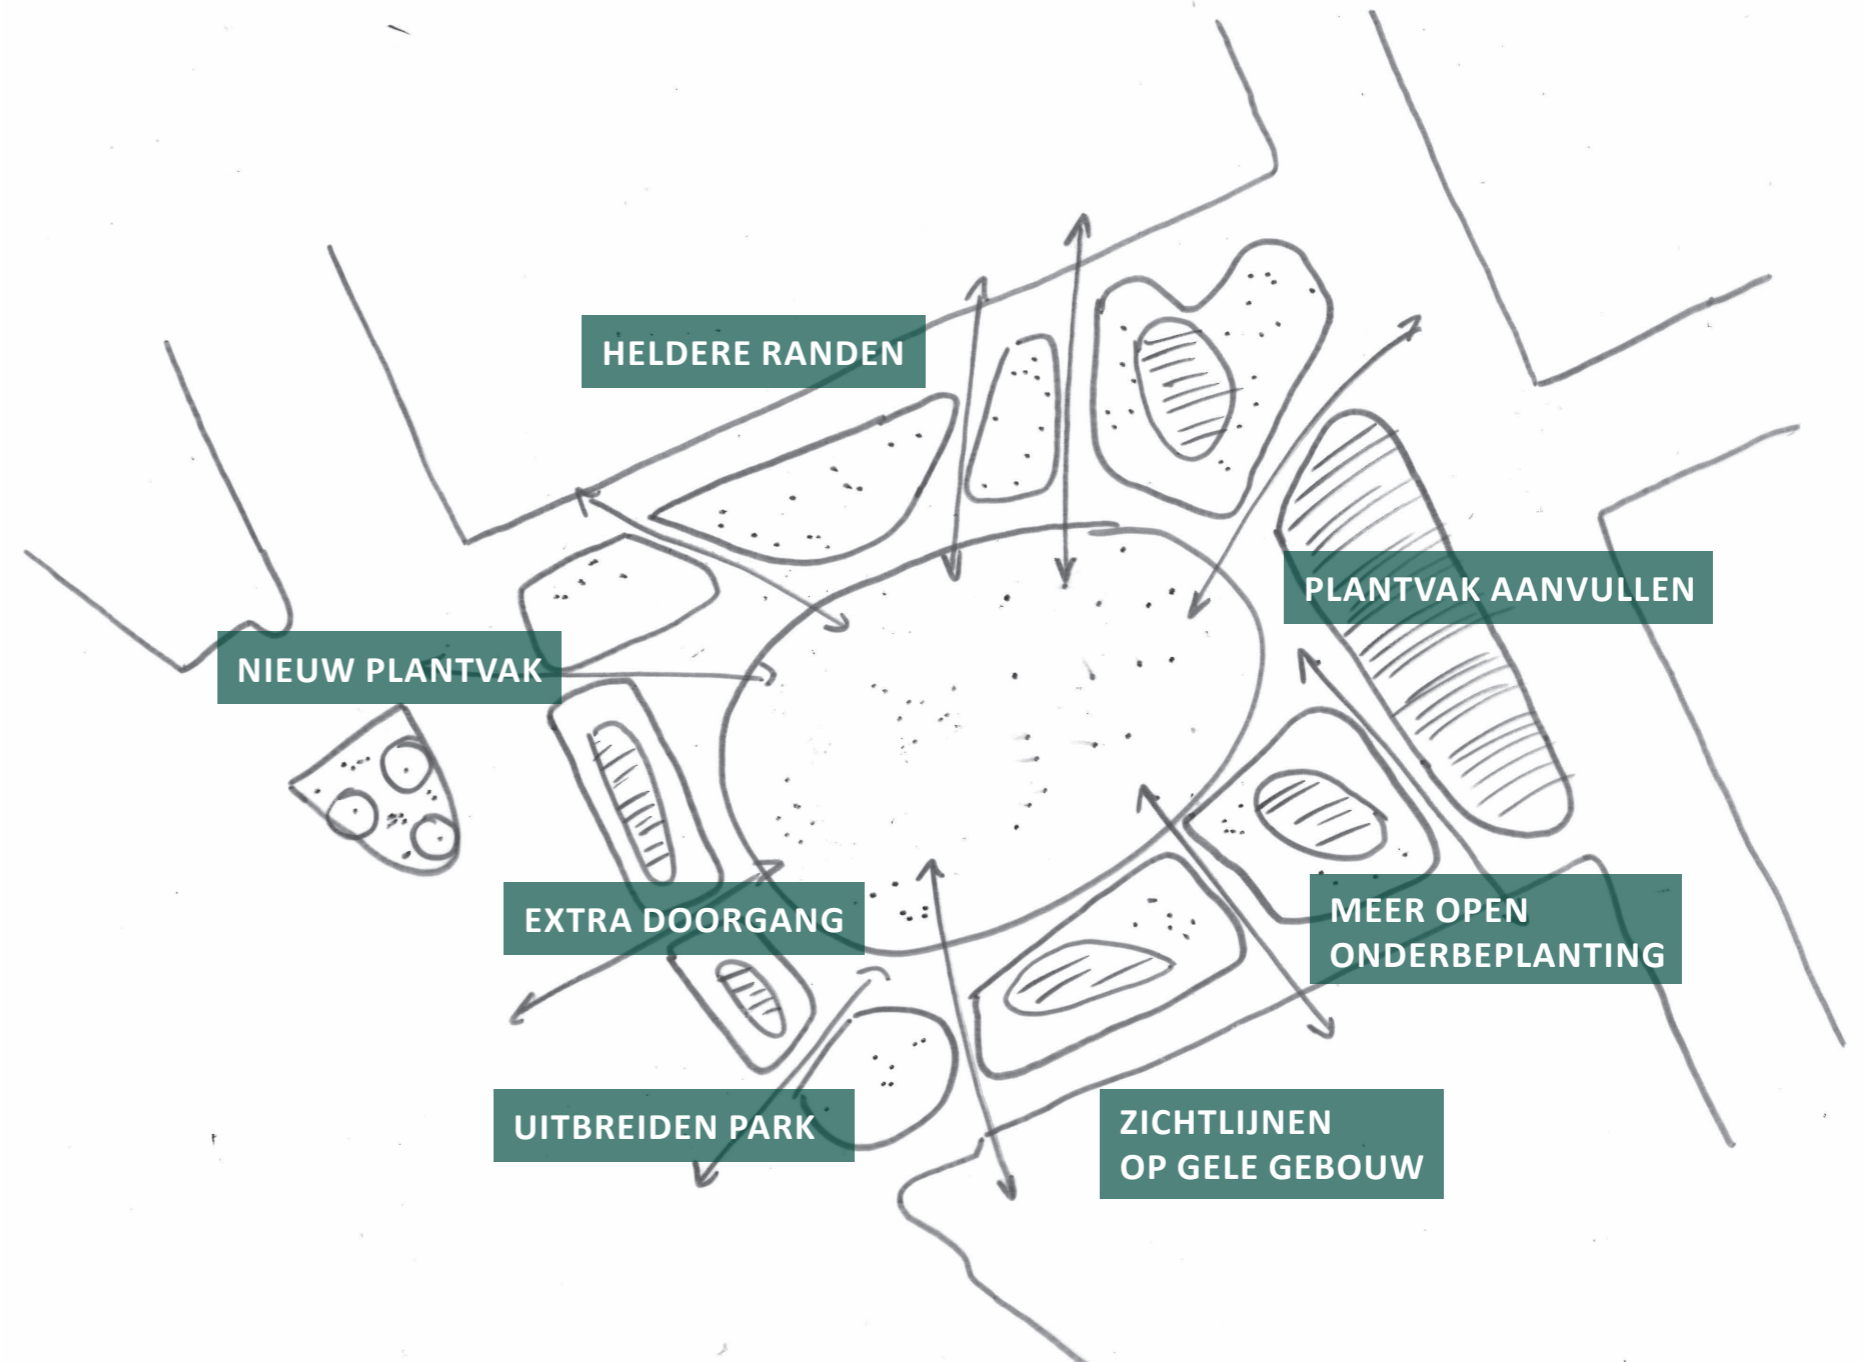 HELDERE RANDEN
PLANTVAK AANVULLEN
NIEUW PLANTVAK
EXTRA DOORGANG
MEER OPEN
ONDERBEPLANTING
UITBREIDEN PARK
ZICHTLIJNEN
OP GELE GEBOUW